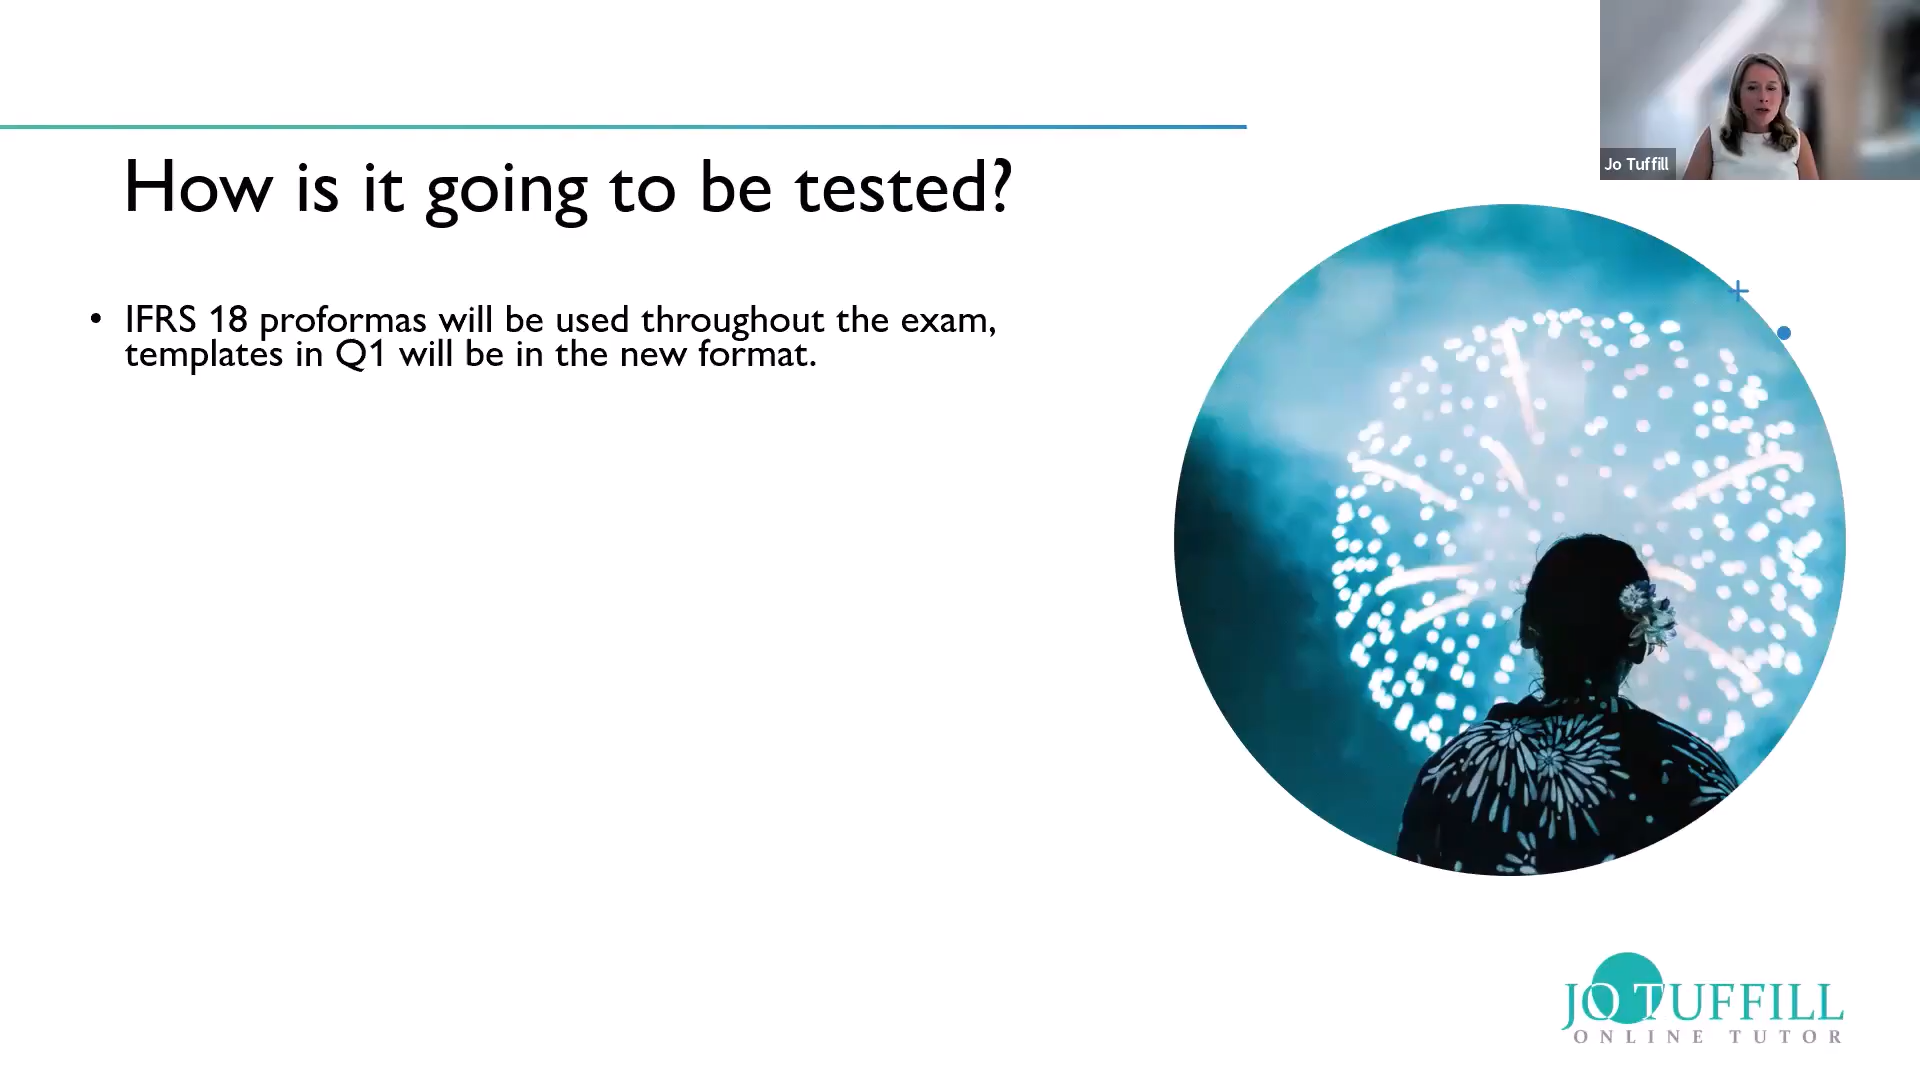 Jo Tuffill
How is it going to be tested?
• IFRS 18 proformas will be used throughout the exam,
templates in Q1 will be in the new format.
JO TUFFILL
ONLINE TUTOR